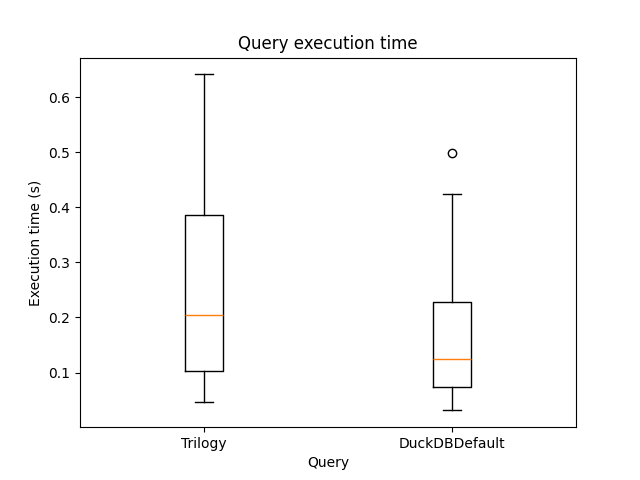 Query execution time
Execution time (s)
0.6
0.5
0.4
0.3
0.2
0.1
Trilogy
DuckDBDefault
Query